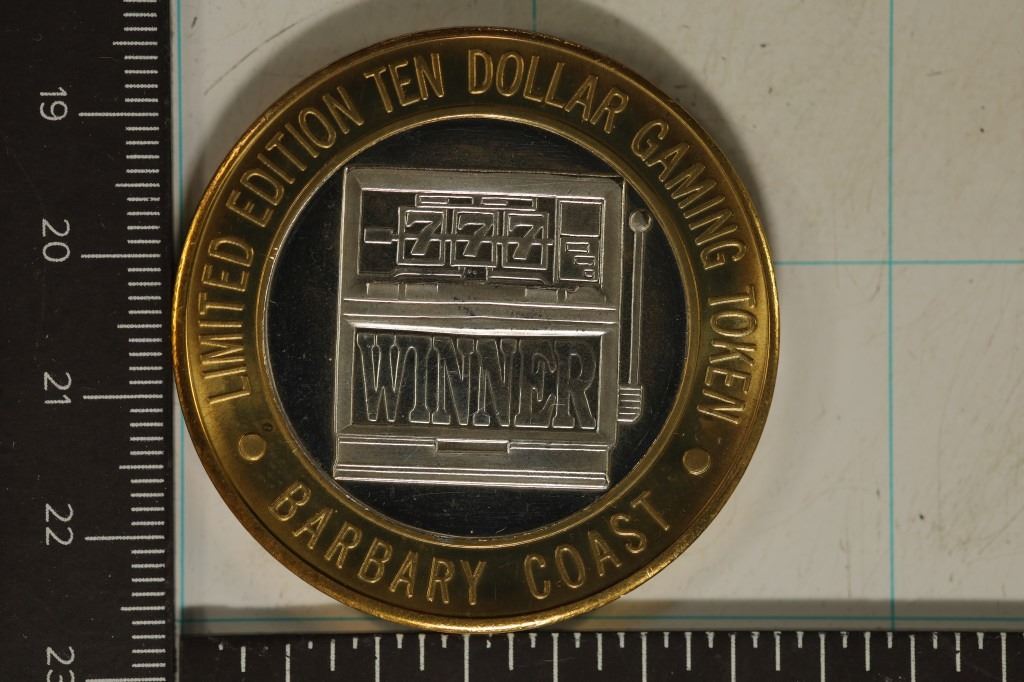 LIMITED EDITION TEN DOLLAR GAMING TOKEN
777
WINNER
BARBARY COAST
19
20
21
22
23